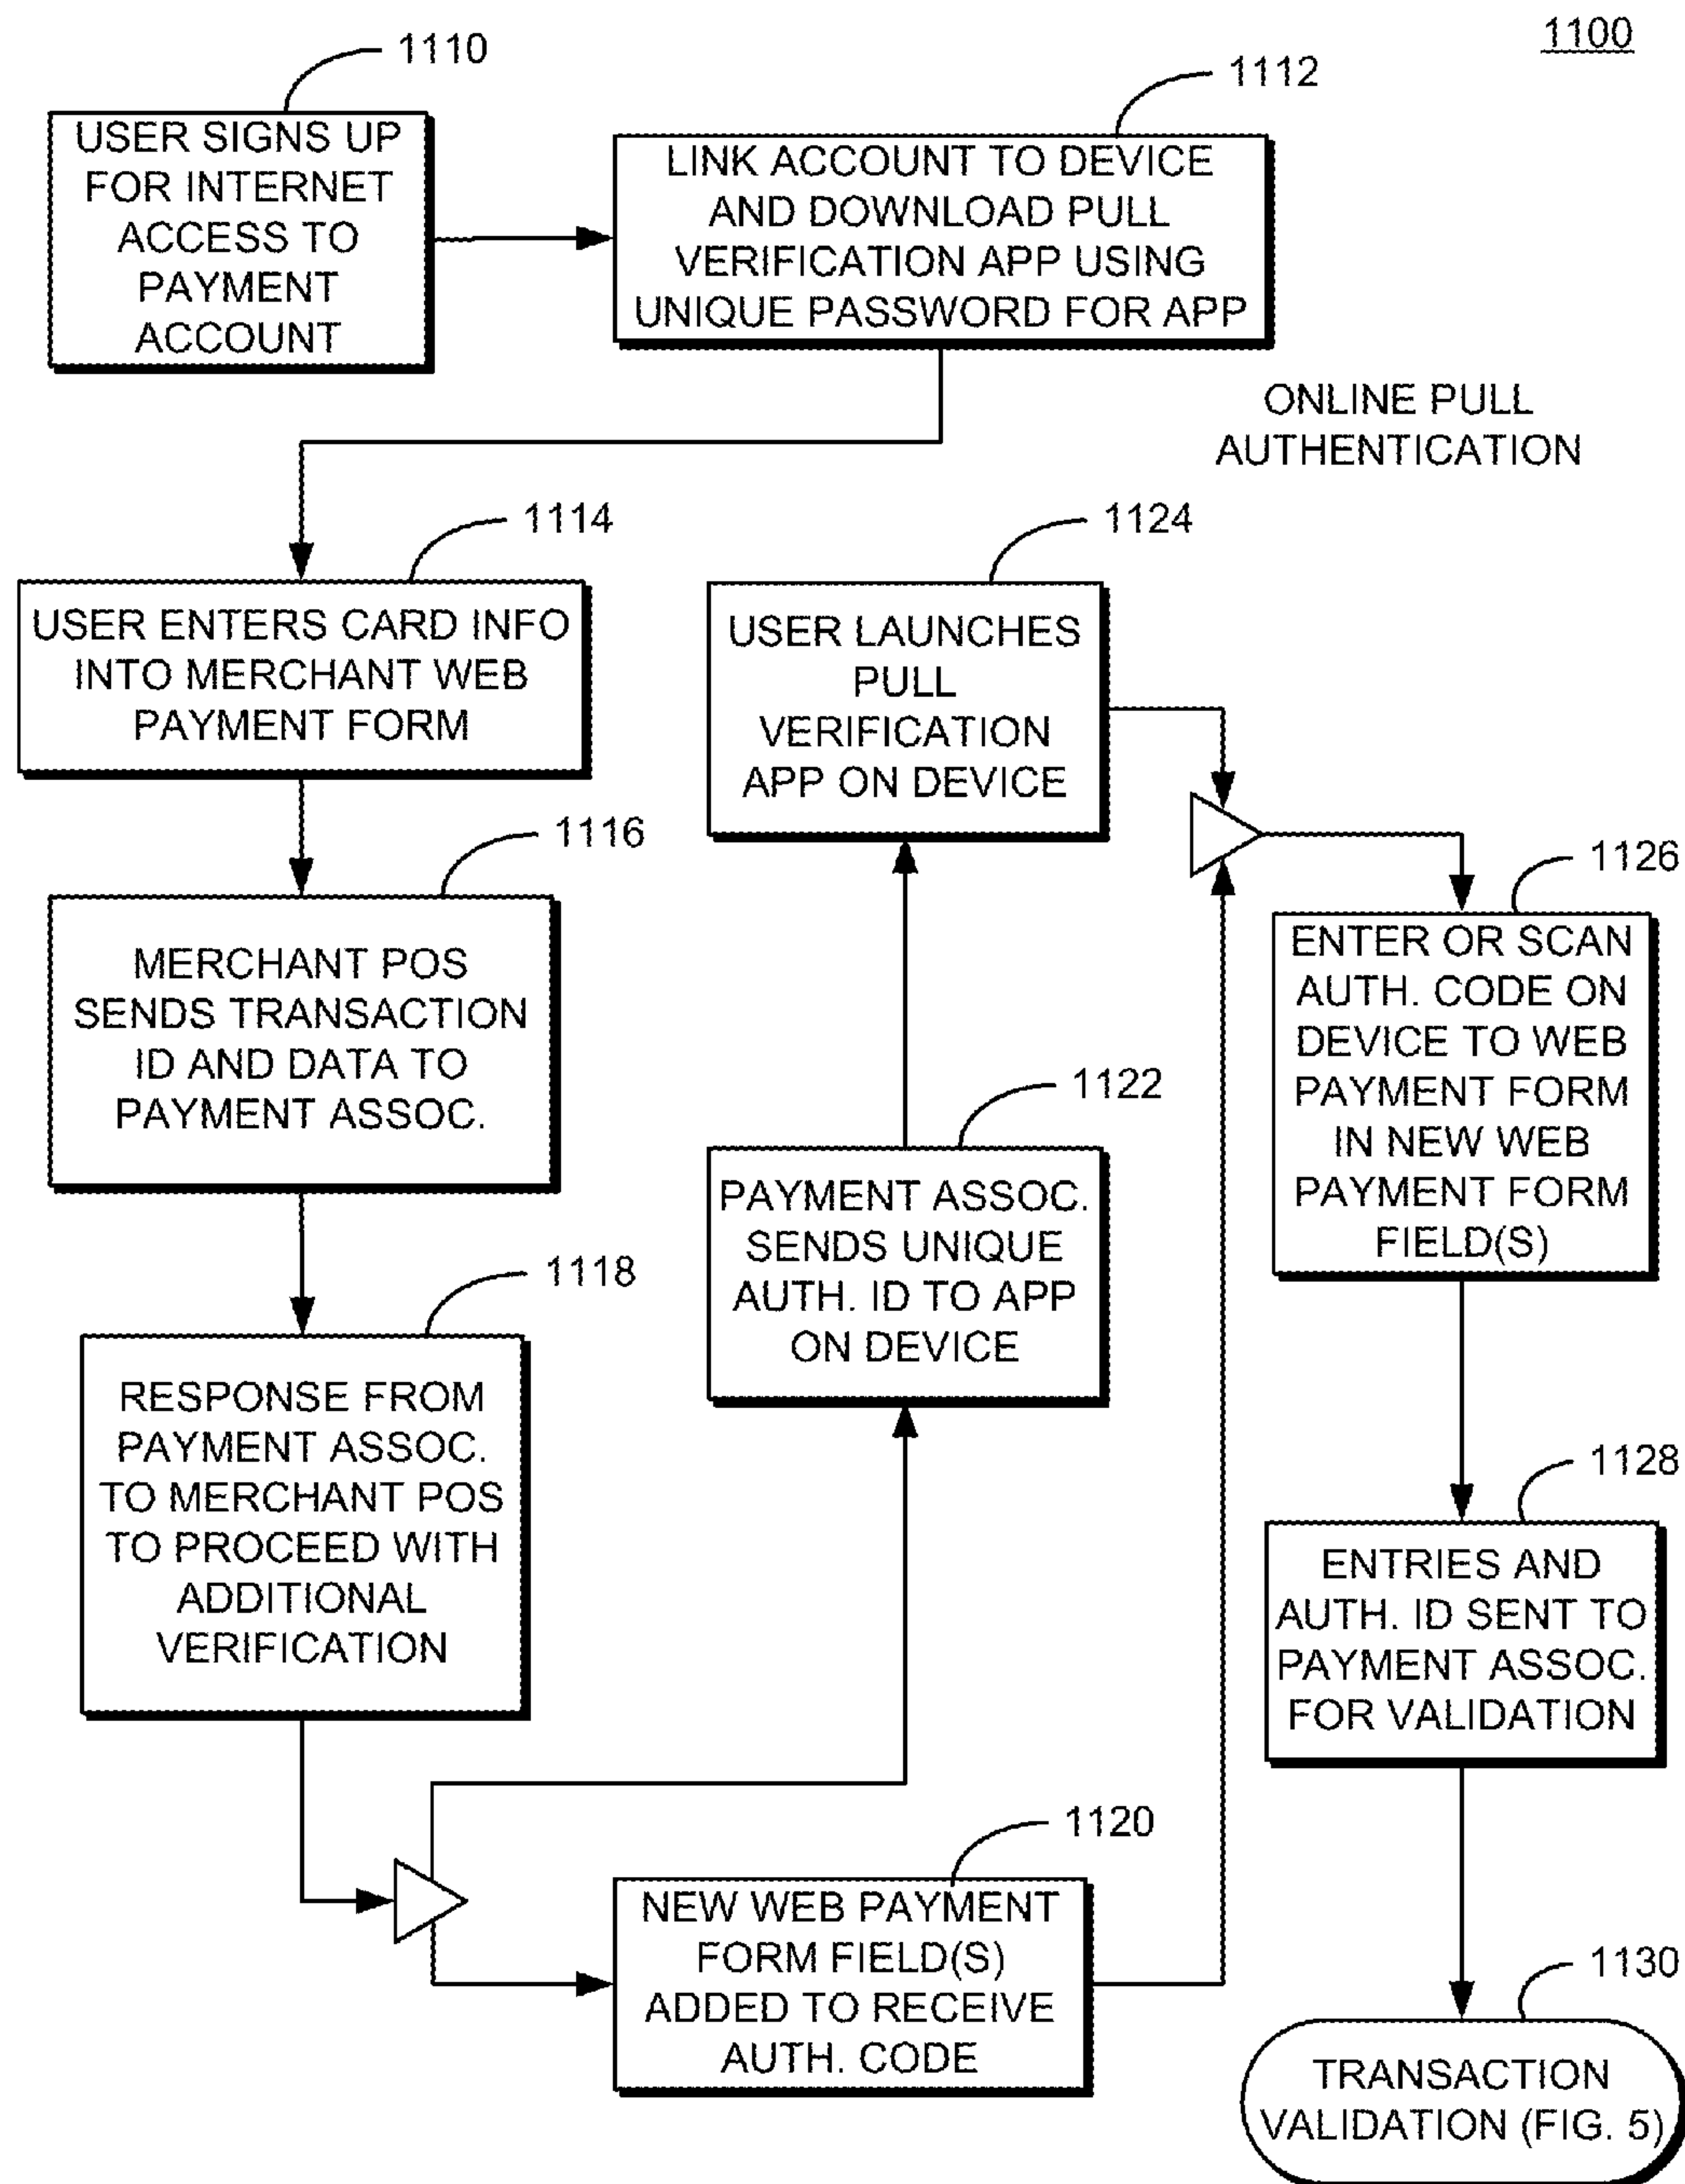 1100
1110
USER SIGNS UP
FOR INTERNET
ACCESS TO
PAYMENT
ACCOUNT
1112
LINK ACCOUNT TO DEVICE
AND DOWNLOAD PULL
VERIFICATION APP USING
UNIQUE PASSWORD FOR APP
ONLINE PULL
AUTHENTICATION
1114
USER ENTERS CARD INFO
INTO MERCHANT WEB
PAYMENT FORM
1116
MERCHANT POS
SENDS TRANSACTION
ID AND DATA TO
PAYMENT ASSOC.
1118
RESPONSE FROM
PAYMENT ASSOC.
TO MERCHANT POS
TO PROCEED WITH
ADDITIONAL
VERIFICATION
1120
NEW WEB PAYMENT
FORM FIELD(S)
ADDED TO RECEIVE
AUTH. CODE
1122
PAYMENT ASSOC.
SENDS UNIQUE
AUTH. ID TO APP
ON DEVICE
1124
USER LAUNCHES
PULL
VERIFICATION
APP ON DEVICE
1126
ENTER OR SCAN
AUTH. CODE ON
DEVICE TO WEB
PAYMENT FORM
IN NEW WEB
PAYMENT FORM
FIELD(S)
1128
ENTRIES AND
AUTH. ID SENT TO
PAYMENT ASSOC.
FOR VALIDATION
1130
TRANSACTION
VALIDATION (FIG. 5)